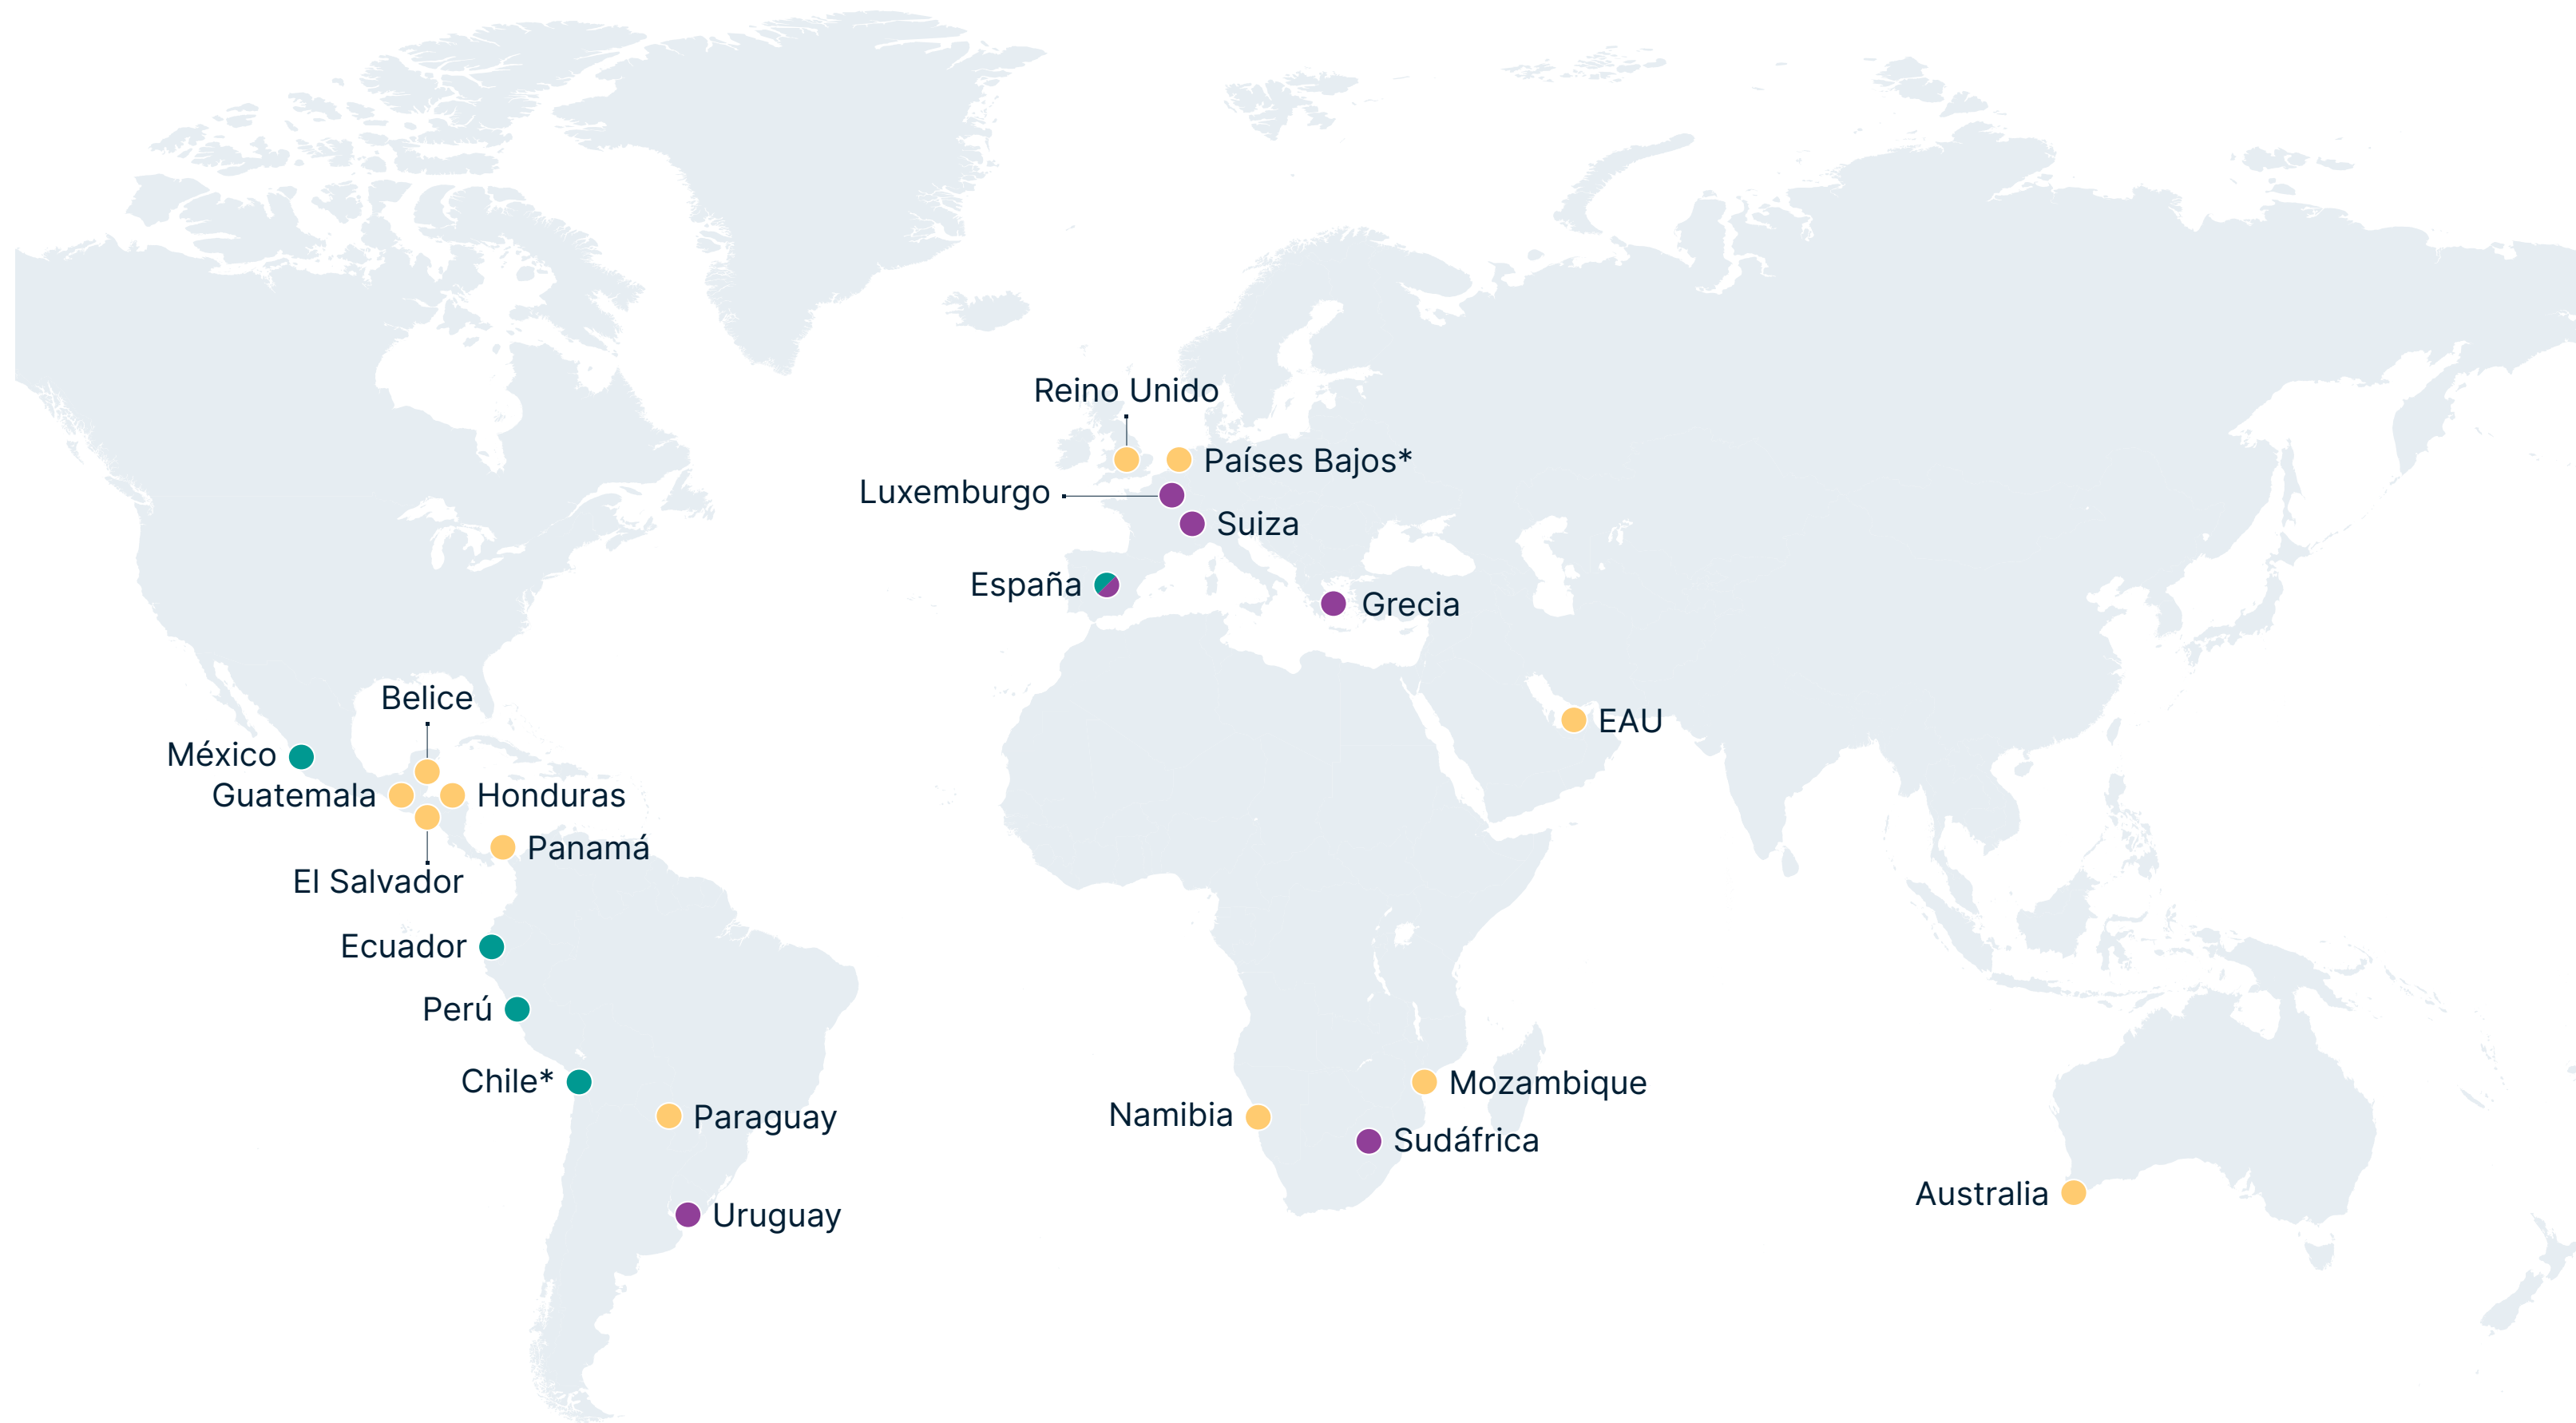 Reino Unido
Países Bajos*
Luxemburgo
Suiza
España
Grecia
Belice
EAU
México
Guatemala
Honduras
Panamá
El Salvador
Ecuador
Perú
Chile*
Mozambique
Paraguay
Namibia
Sudáfrica
Australia
Uruguay